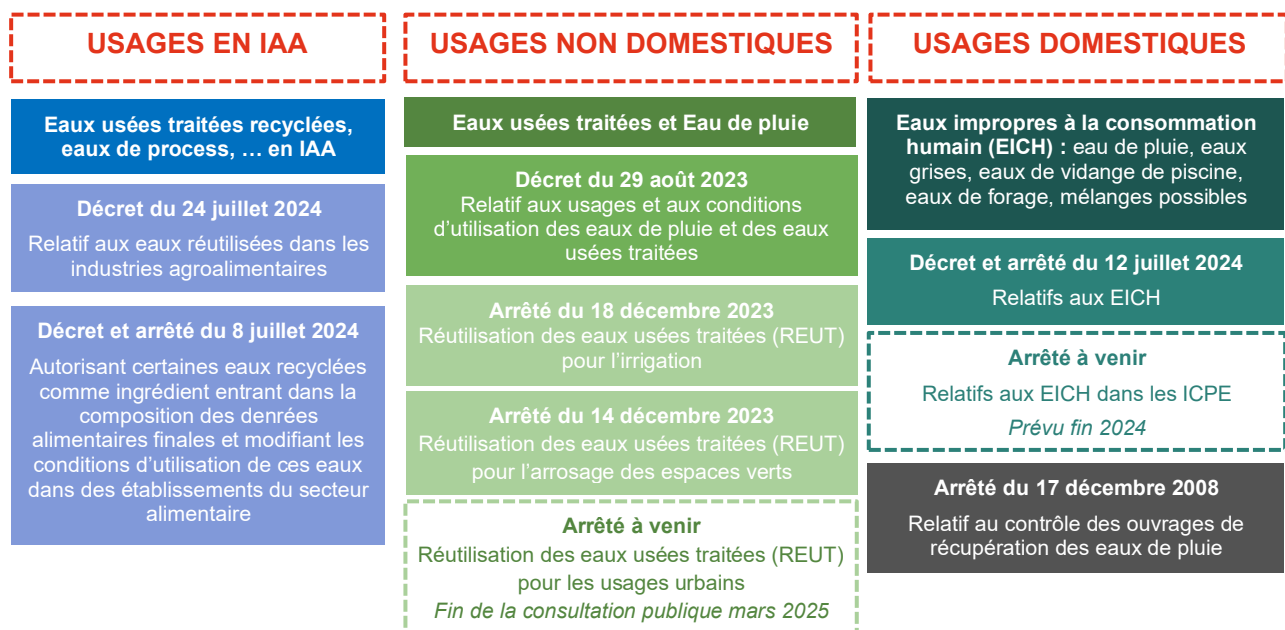 USAGES EN IAA
Eaux usées traitées recyclées,
eaux de process, … en IAA
Décret du 24 juillet 2024
Relatif aux eaux réutilisées dans les
industries agroalimentaires
Décret et arrêté du 8 juillet 2024
Autorisant certaines eaux recyclées
comme ingrédient entrant dans la
composition des denrées
alimentaires finales et modifiant les
conditions d’utilisation de ces eaux
dans des établissements du secteur
alimentaire
USAGES NON DOMESTIQUES
Eaux usées traitées et Eau de pluie
Décret du 29 août 2023
Relatif aux usages et aux conditions
d’utilisation des eaux de pluie et des eaux
usées traitées
Arrêté du 18 décembre 2023
Réutilisation des eaux usées traitées (REUT)
pour l’irrigation
Arrêté du 14 décembre 2023
Réutilisation des eaux usées traitées (REUT)
pour l’arrosage des espaces verts
Arrêté à venir
Réutilisation des eaux usées traitées (REUT)
pour les usages urbains
Fin de la consultation publique mars 2025
USAGES DOMESTIQUES
Eaux impropres à la consommation
humain (EICH) : eau de pluie, eaux
grises, eaux de vidange de piscine,
eaux de forage, mélanges possibles
Décret et arrêté du 12 juillet 2024
Relatifs aux EICH
Arrêté à venir
Relatifs aux EICH dans les ICPE
Prévu fin 2024
Arrêté du 17 décembre 2008
Relatif au contrôle des ouvrages de
récupération des eaux de pluie